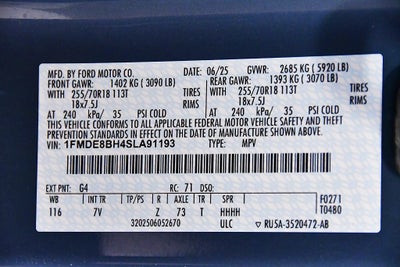 MFD. BY FORD MOTOR CO. 06/25 GVWR: 2685 KG ( 5920 LB)
FRONT GAWR: 1402 KG ( 3090 LB) REAR GAWR: 1393 KG ( 3070 LB)
WITH 255/70R18 113T TIRES WITH 255/70R18 113T TIRES
18x7.5J RIMS 18x7.5J RIMS
AT 240 kPa/ 35 PSI COLD AT 240 kPa/ 35 PSI COLD
THIS VEHICLE CONFORMS TO ALL APPLICABLE FEDERAL MOTOR VEHICLE SAFETY AND
THEFT PREVENTION STANDARDS IN EFFECT ON THE DATE OF MANUFACTURE SHOWN ABOVE.
VIN: 1FMDE8BH4SLA91193 TYPE: MPV
EXT PNT: G4 RC: 71 DSO:
WB INT TR TP/PS R AXLE TR SPR F0271
116 7V Z 73 T HHHH T0480
3202506052670 ULC RU5A-3520472-AB